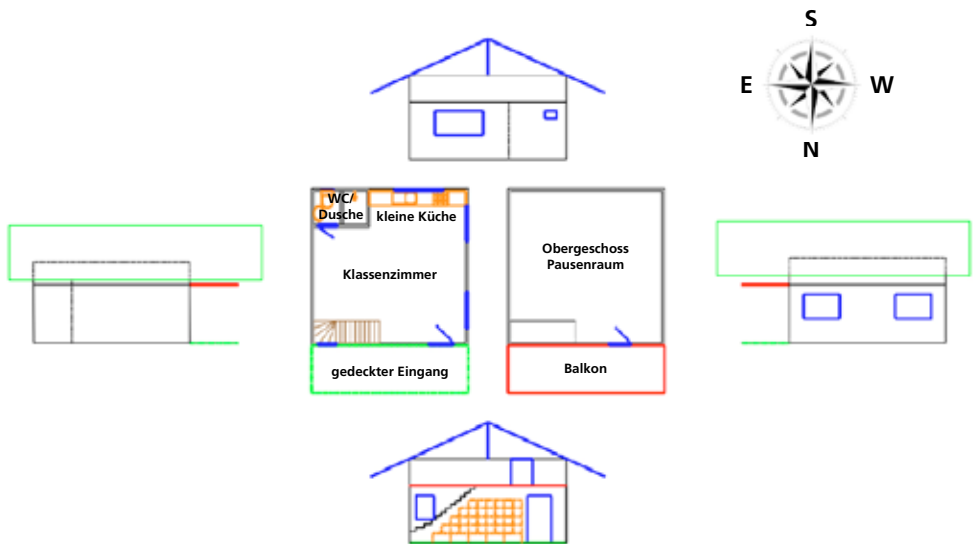 S
E
W
N
WC/
Dusche
kleine Küche
Klassenzimmer
gedeckter Eingang
Obergeschoss
Pausenraum
Balkon